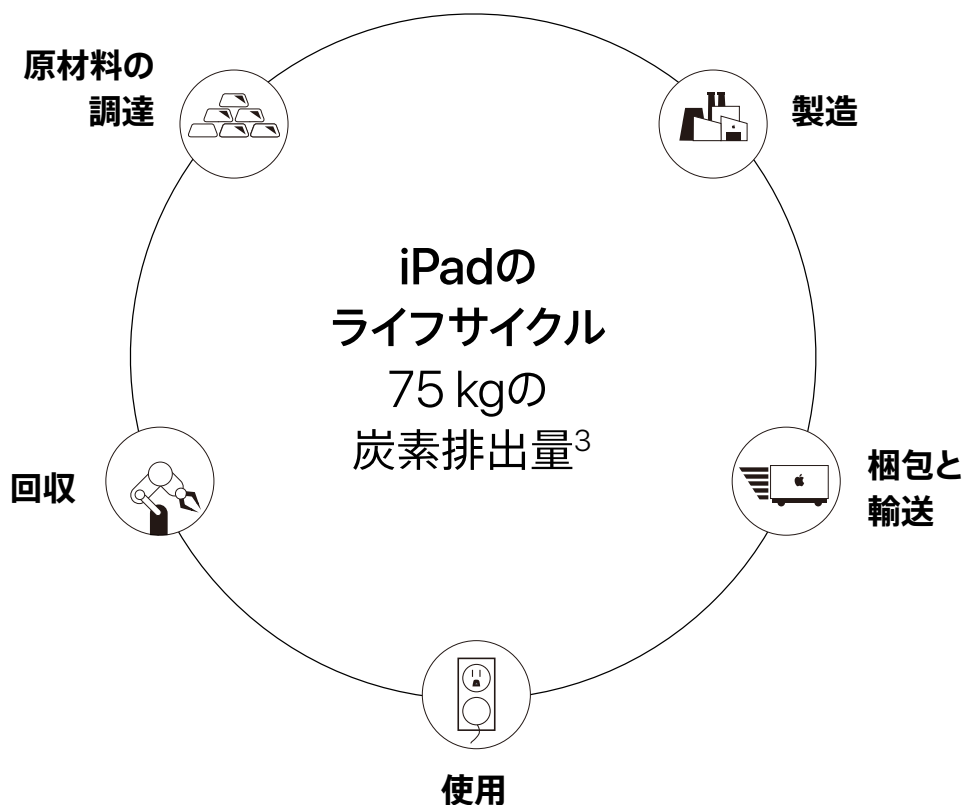 原材料の
調達
製造
iPadの
ライフサイクル
75 kgの
炭素排出量3
回収
梱包と
輸送
使用